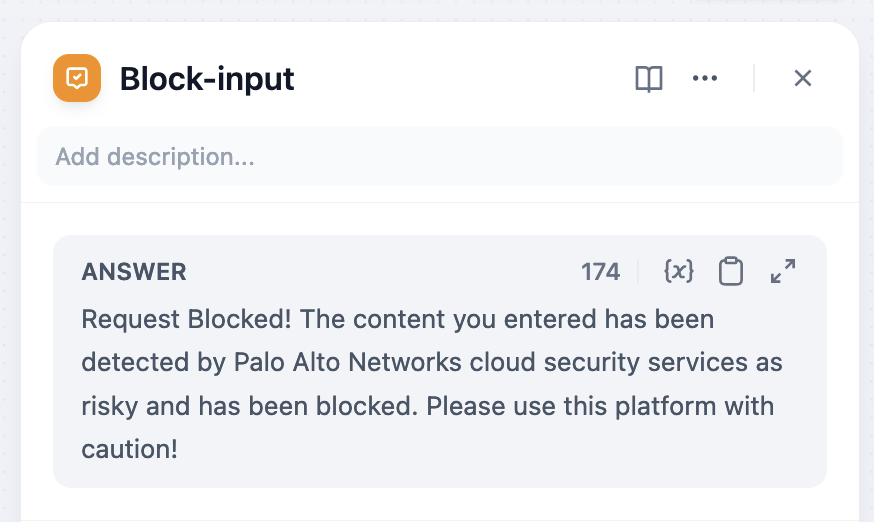 Block-input
Add description...
ANSWER
174
{x}
Request Blocked! The content you entered has been
detected by Palo Alto Networks cloud security services as
risky and has been blocked. Please use this platform with
caution!